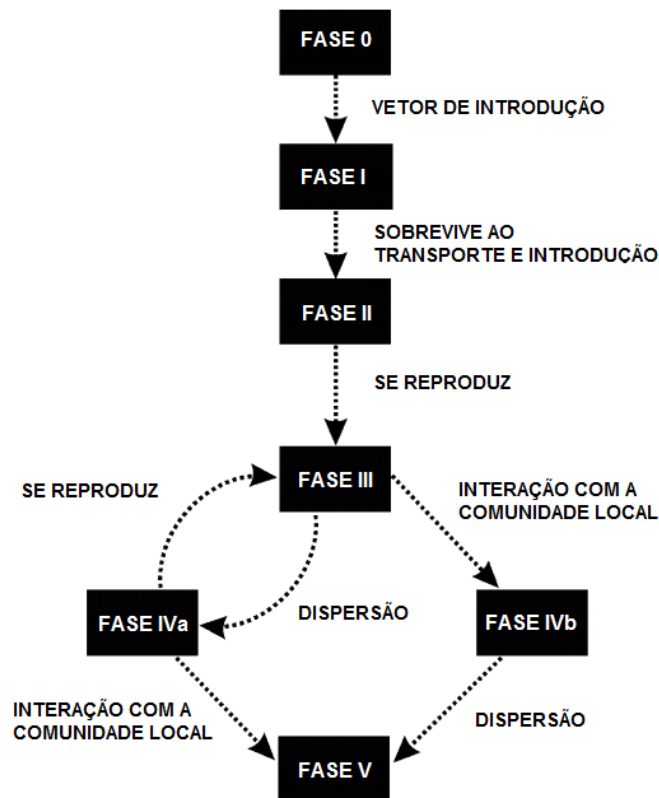 FASE 0
VETOR DE INTRODUÇÃO
FASE I
SOBREVIVE AO
TRANSPORTE E INTRODUÇÃO
FASE II
SE REPRODUZ
FASE III
SE REPRODUZ
INTERAÇÃO COM A
COMUNIDADE LOCAL
DISPERSÃO
FASE IVa
FASE IVb
INTERAÇÃO COM A
COMUNIDADE LOCAL
DISPERSÃO
FASE V